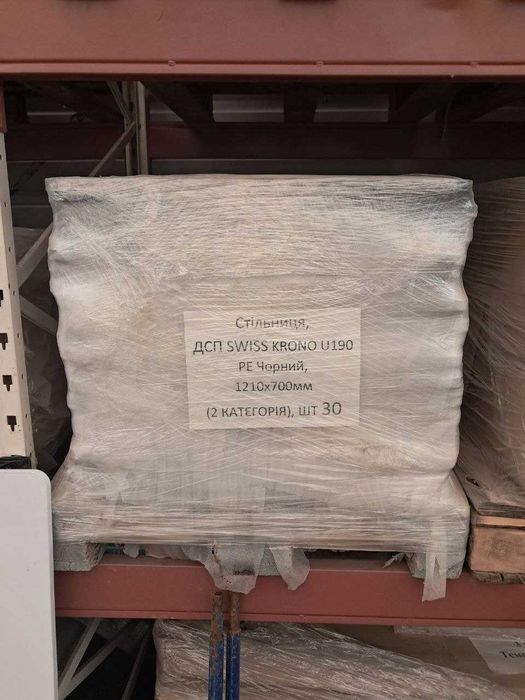 Стільниця,
ДСП SWISS KRONO U190
PE Чорний,
1210х700мм
(2 КАТЕГОРІЯ), шт 30